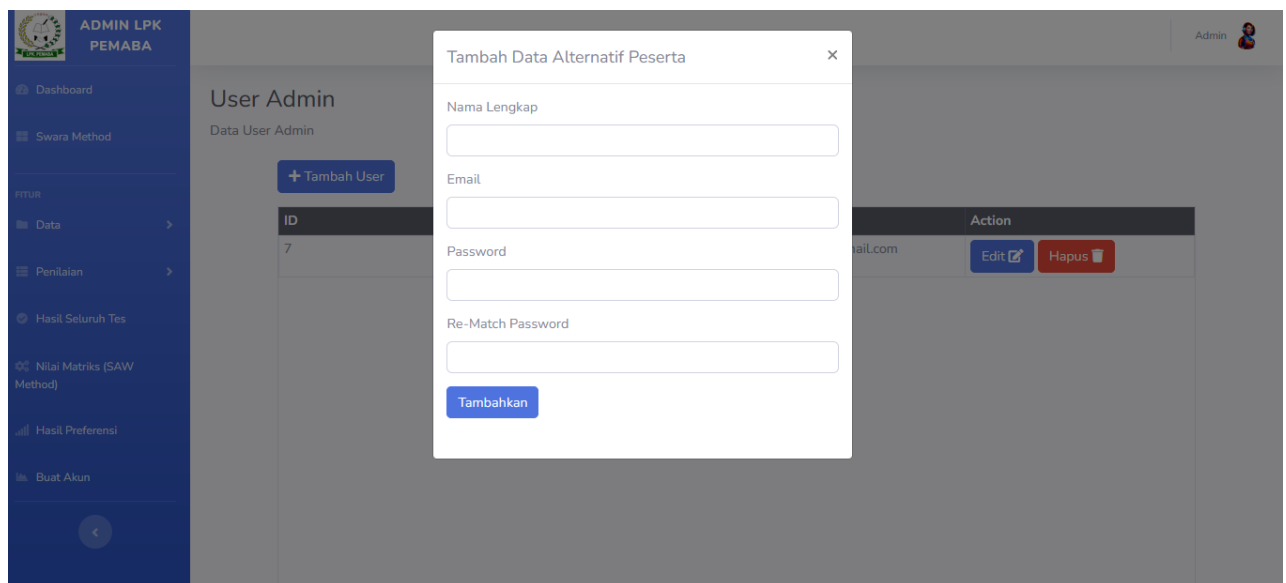 ADMIN LPK
PEMABA
Dashboard
Swara Method
FITUR
Data
Penilaian
Hasil Seluruh Tes
Nilai Matriks (SAW
Method)
Hasil Preferensi
Buat Akun
Admin
User Admin
Data User Admin
Tambah User
ID
Action
7
ail.com
Edit
Hapus
Tambah Data Alternatif Peserta
×
Nama Lengkap
Email
Password
Re-Match Password
Tambahkan